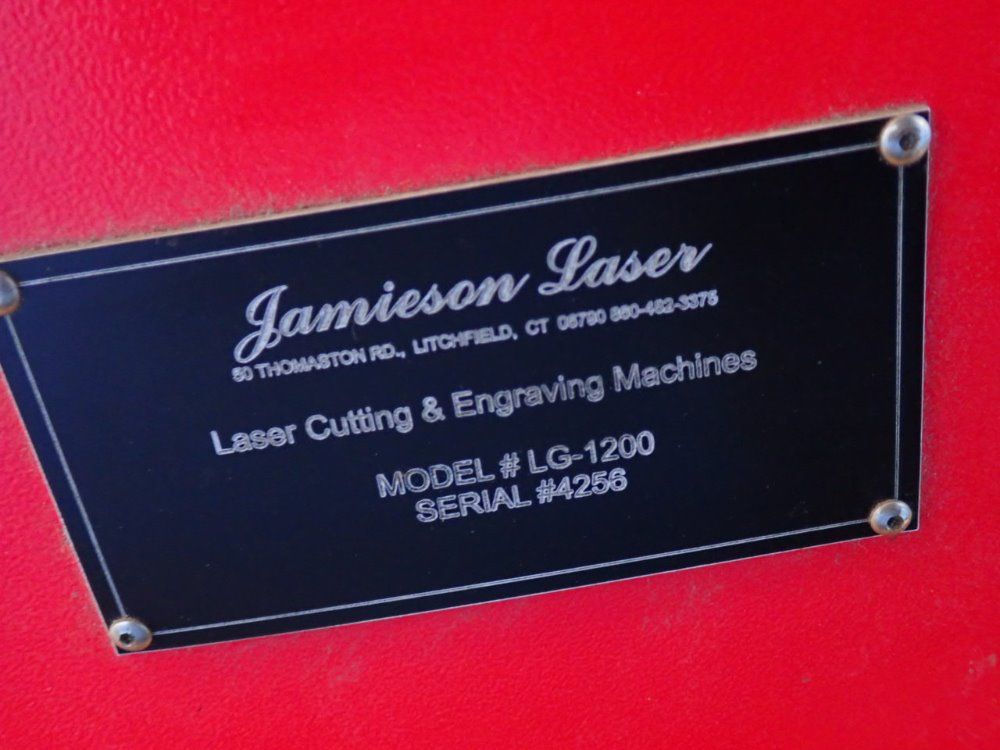 Jamieson Laser
50 THOMASTON RD., LITCHFIELD, CT 06790 860-482-3375
Laser Cutting & Engraving Machines
MODEL # LG-1200
SERIAL #4256